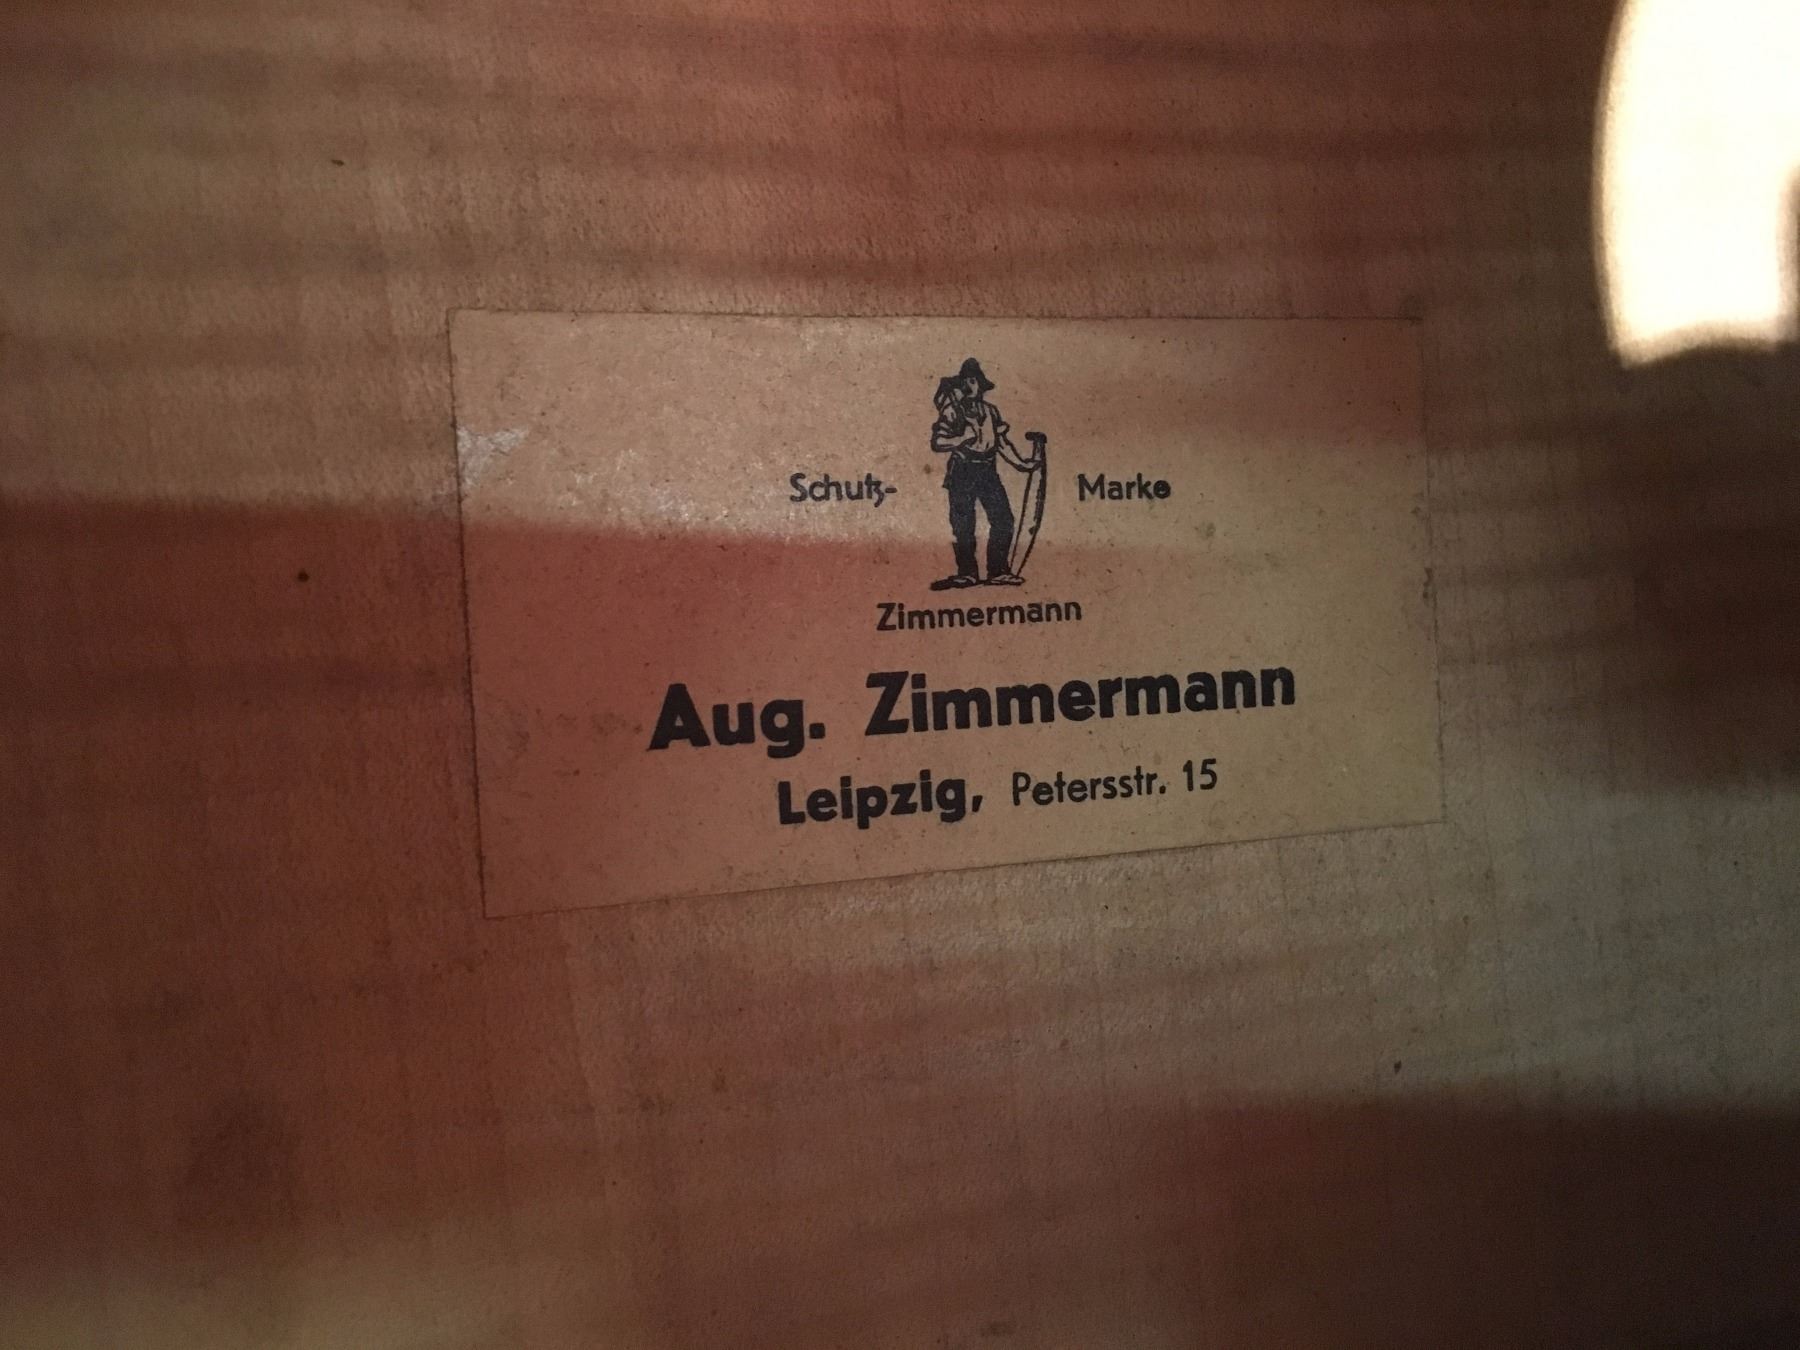 Schutz- Marke
Zimmermann
Aug. Zimmermann
Leipzig, Petersstr. 15